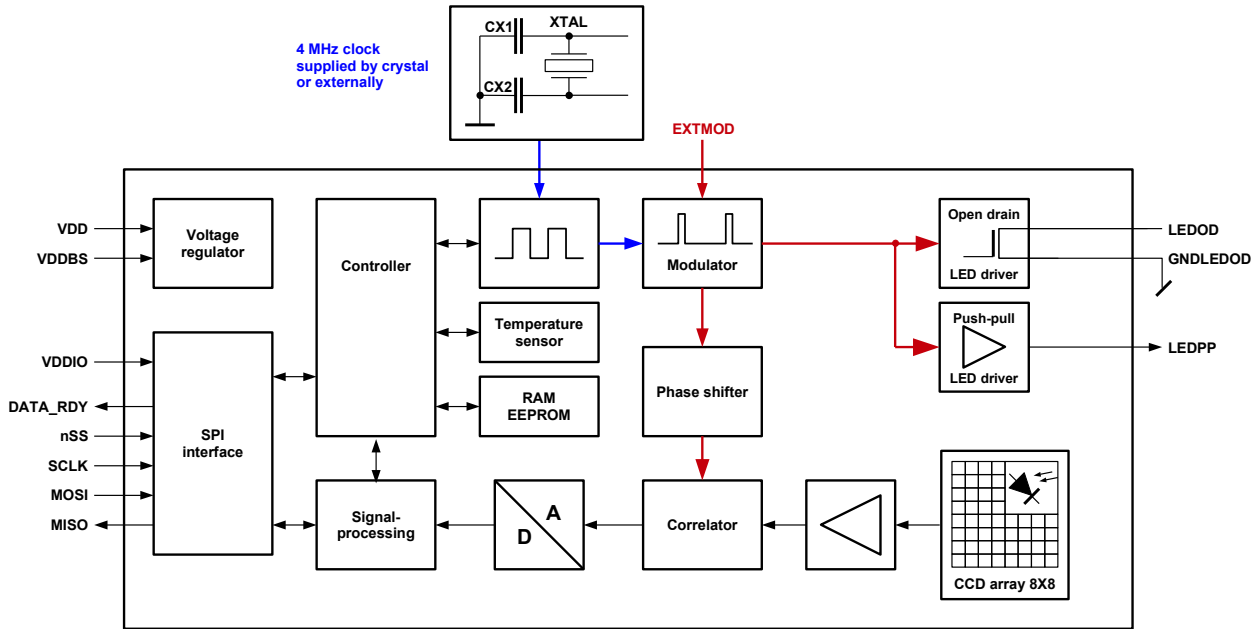 CX1
XTAL
4 MHz clock
supplied by crystal
or externally
CX2
EXTMOD
VDD
VDDBS
Voltage
regulator
Controller
Modulator
Open drain
LED driver
LEDOD
GNDLEDOD
Temperature
sensor
Push-pull
LED driver
LEDPP
VDDIO
DATA_RDY
nSS
SCLK
MOSI
MISO
SPI
interface
RAM
EEPROM
Phase shifter
Signal-
processing
A
D
Correlator
CCD array 8X8